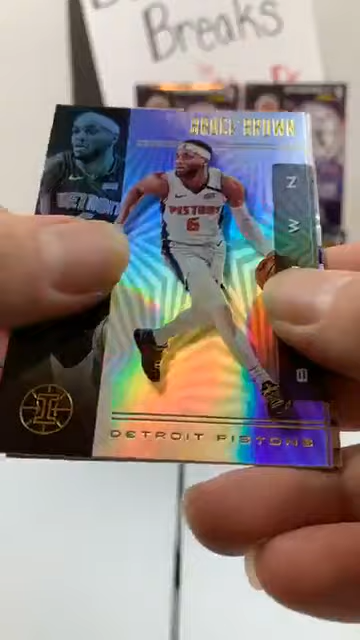 Breaks
BRUCE BROWN
PISTONS
6
W N
DETROIT PISTONS